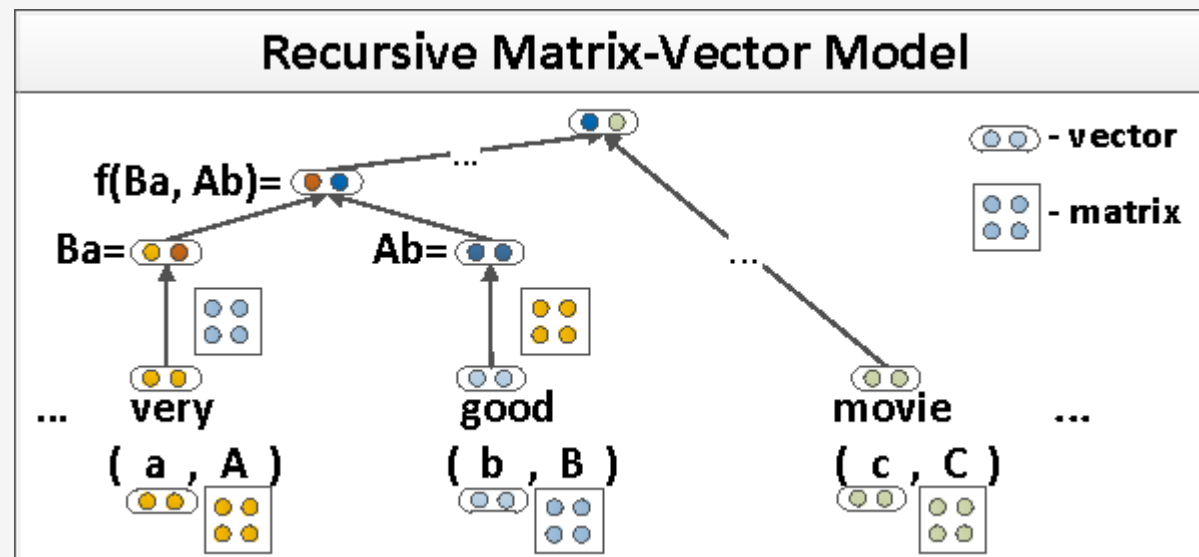 Recursive Matrix-Vector Model
...
- vector
f(Ba, Ab)=
- matrix
Ba=
Ab=
...
... very good movie ...
( a , A ) ( b , B ) ( c , C )